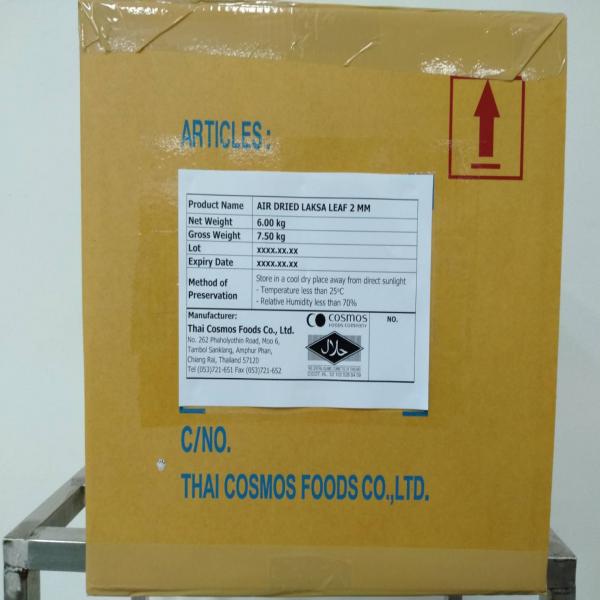 ARTICLES :
Product Name AIR DRIED LAKSA LEAF 2 MM
Net Weight 6.00 kg
Gross Weight 7.50 kg
Lot xxxx.xx.xx
Expiry Date xxxx.xx.xx
Method of Preservation
Store in a cool dry place away from direct sunlight
- Temperature less than 25°C
- Relative Humidity less than 70%
Manufacturer:
Thai Cosmos Foods Co., Ltd.
No. 262 Phaholyothin Road, Moo 6,
Tambol Sanklang, Amphur Phan,
Chiang Rai, Thailand 57120
Tel (053)721-651 Fax (053)721-652
COSMOS
FOODS COMPANY
حلال
NO.
C/NO.
THAI COSMOS FOODS CO.,LTD.